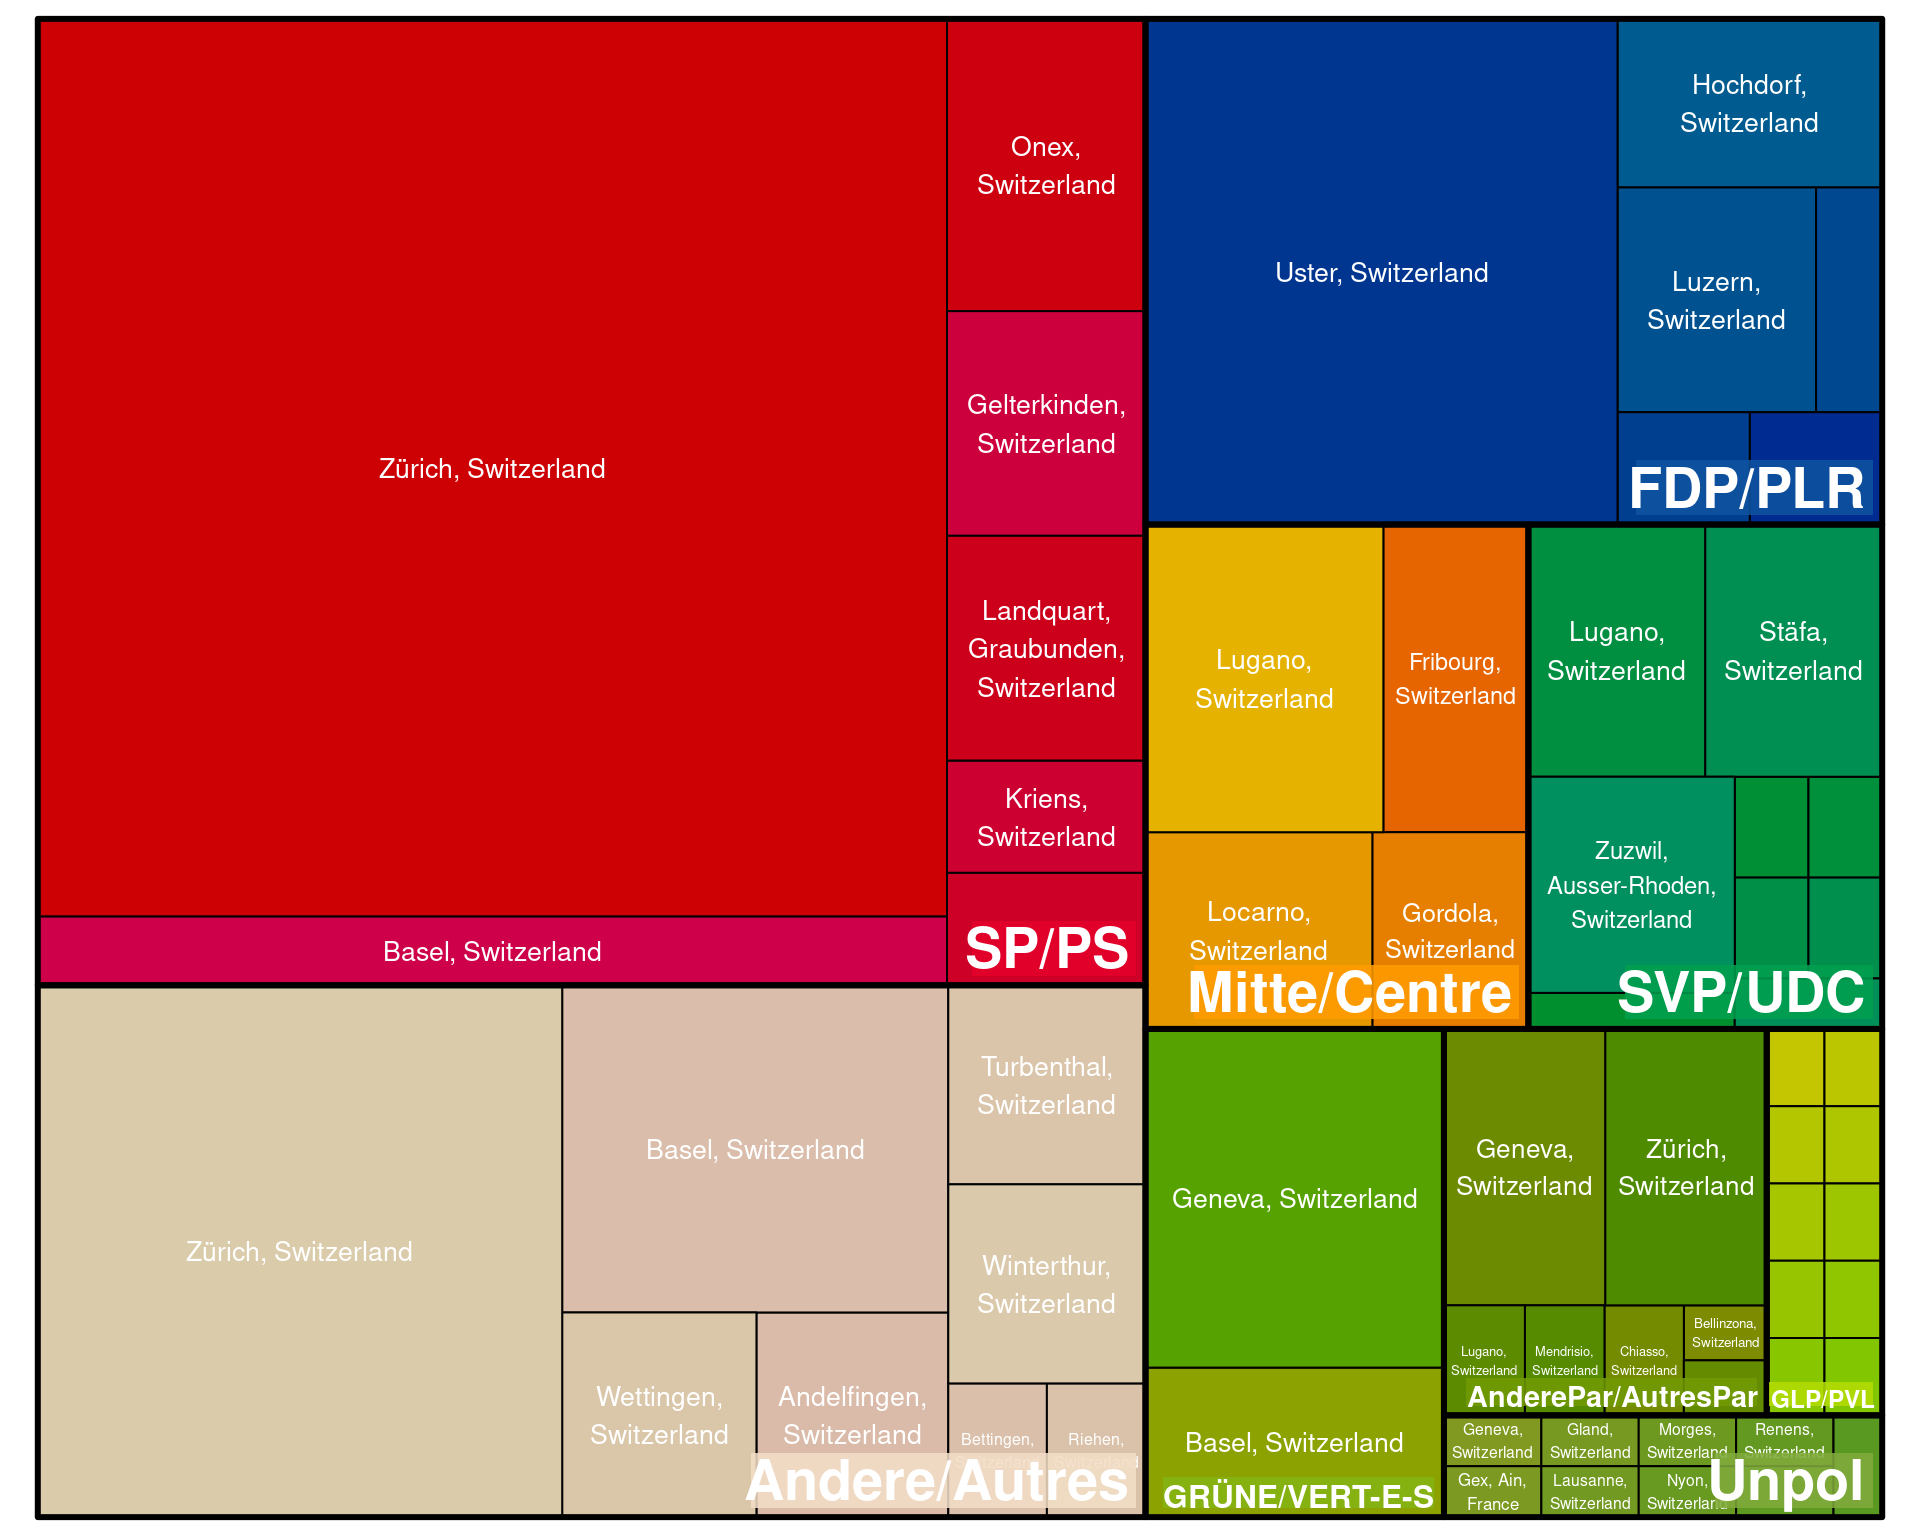 Zürich, Switzerland
Basel, Switzerland
Onex,
Switzerland
Gelterkinden,
Switzerland
Landquart,
Graubunden,
Switzerland
Kriens,
Switzerland
SP/PS
Uster, Switzerland
Hochdorf,
Switzerland
Luzern,
Switzerland
FDP/PLR
Lugano,
Switzerland
Fribourg,
Switzerland
Locarno,
Switzerland
Gordola,
Switzerland
Mitte/Centre
Lugano,
Switzerland
Stäfa,
Switzerland
Zuzwil,
Ausser-Rhoden,
Switzerland
SVP/UDC
Zürich, Switzerland
Basel, Switzerland
Wettingen,
Switzerland
Andelfingen,
Switzerland
Turbenthal,
Switzerland
Winterthur,
Switzerland
Bettingen,
Riehen,
Andere/Autres
Geneva, Switzerland
Basel, Switzerland
GRÜNE/VERT-E-S
Geneva,
Switzerland
Zürich,
Switzerland
Lugano,
Switzerland
Mendrisio,
Switzerland
Chiasso,
Switzerland
Bellinzona,
Switzerland
AnderePar/AutresPar
GLP/PVL
Geneva,
Switzerland
Gland,
Switzerland
Morges,
Switzerland
Renens,
Switzerland
Gex, Ain,
France
Lausanne,
Switzerland
Nyon,
Switzerland
Unpol